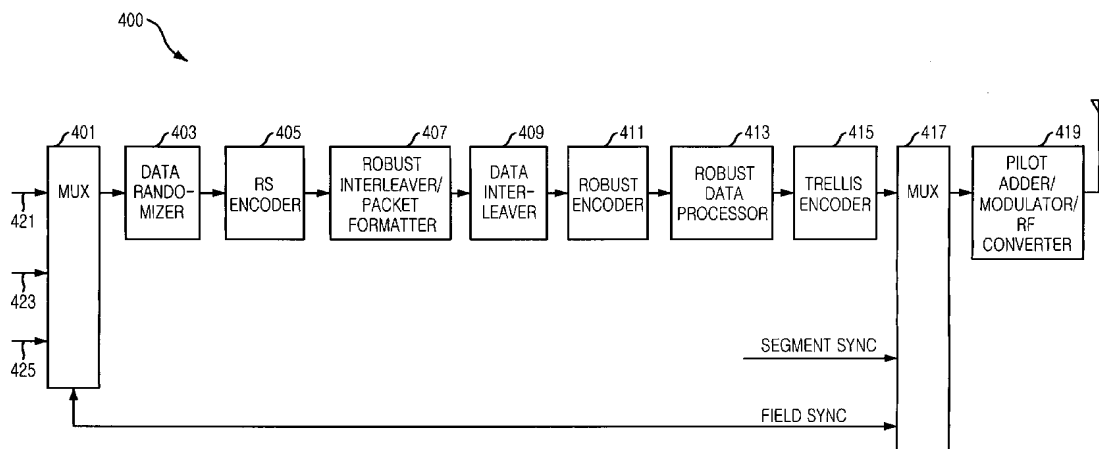 400
401
403
405
407
409
411
413
415
417
419
MUX
DATA
RANDO-
MIZER
RS
ENCODER
ROBUST
INTERLEAVER/
PACKET
FORMATTER
DATA
INTER-
LEAVER
ROBUST
ENCODER
ROBUST
DATA
PROCESSOR
TRELLIS
ENCODER
MUX
PILOT
ADDER/
MODULATOR/
RF
CONVERTER
421
423
425
SEGMENT SYNC
FIELD SYNC